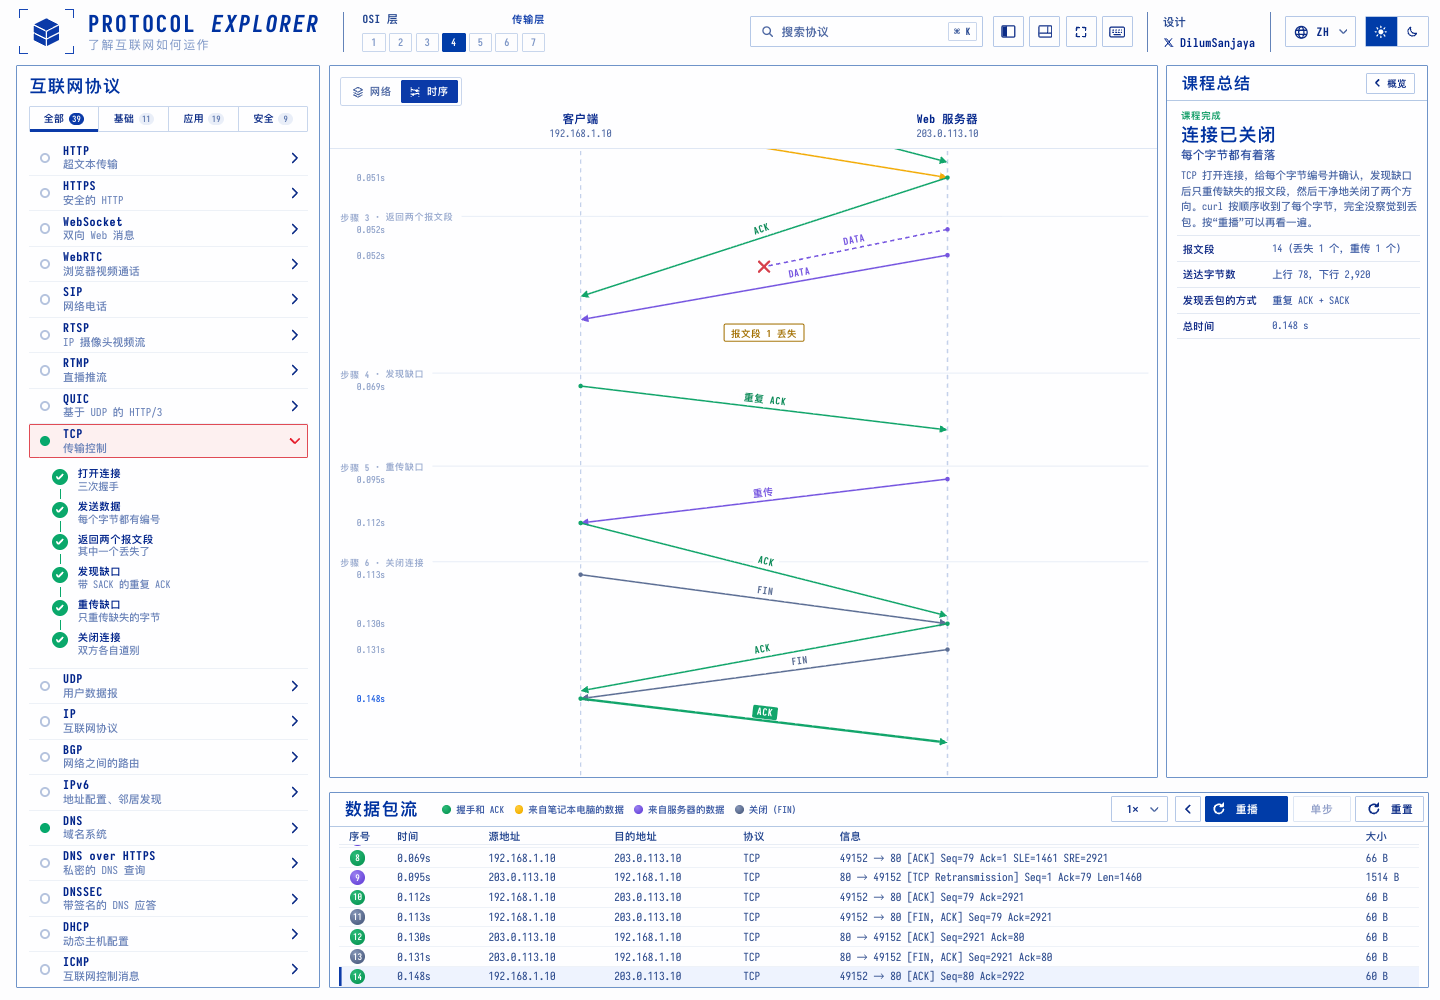 PROTOCOL EXPLORER
了解互联网如何运作
OSI 层 传输层
1 2 3 4 5 6 7
搜索协议 ⌘ K
设计
𝕏 DilumSanjaya
ZH
互联网协议
全部 39 基础 11 应用 19 安全 9
HTTP
超文本传输
HTTPS
安全的 HTTP
WebSocket
双向 Web 消息
WebRTC
浏览器视频通话
SIP
网络电话
RTSP
IP 摄像头视频流
RTMP
直播推流
QUIC
基于 UDP 的 HTTP/3
TCP
传输控制
打开连接
三次握手
发送数据
每个字节都有编号
返回两个报文段
其中一个丢失了
发现缺口
带 SACK 的重复 ACK
重传缺口
只重传缺失的字节
关闭连接
双方各自道别
UDP
用户数据报
IP
互联网协议
BGP
网络之间的路由
IPv6
地址配置、邻居发现
DNS
域名系统
DNS over HTTPS
私密的 DNS 查询
DNSSEC
带签名的 DNS 应答
DHCP
动态主机配置
ICMP
互联网控制消息
网络 时序
客户端
192.168.1.10
Web 服务器
203.0.113.10
0.051s
步骤 3 · 返回两个报文段
0.052s
ACK
DATA
0.052s
DATA
报文段 1 丢失
步骤 4 · 发现缺口
0.069s
重复 ACK
步骤 5 · 重传缺口
0.095s
重传
0.112s
步骤 6 · 关闭连接
ACK
0.113s
FIN
0.130s
0.131s
ACK
FIN
0.148s
ACK
课程总结 概览
课程完成
连接已关闭
每个字节都有着落
TCP 打开连接，给每个字节编号并确认，发现缺口
后只重传缺失的报文段，然后干净地关闭了两个方
向。curl 按顺序收到了每个字节，完全没察觉到丢
包。按“重播”可以再看一遍。
报文段 14 (丢失 1 个，重传 1 个)
送达字节数 上行 78，下行 2,920
发现丢包的方式 重复 ACK + SACK
总时间 0.148 s
数据包流 握手和 ACK 来自笔记本电脑的数据 来自服务器的数据 关闭 (FIN) 1× 重播 单步 重置
序号 时间 源地址 目的地址 协议 信息 大小
8 0.069s 192.168.1.10 203.0.113.10 TCP 49152 → 80 [ACK] Seq=79 Ack=1 SLE=1461 SRE=2921 66 B
9 0.095s 203.0.113.10 192.168.1.10 TCP 80 → 49152 [TCP Retransmission] Seq=1 Ack=79 Len=1460 1514 B
10 0.112s 192.168.1.10 203.0.113.10 TCP 49152 → 80 [ACK] Seq=79 Ack=2921 60 B
11 0.113s 192.168.1.10 203.0.113.10 TCP 49152 → 80 [FIN, ACK] Seq=79 Ack=2921 60 B
12 0.130s 203.0.113.10 192.168.1.10 TCP 80 → 49152 [ACK] Seq=2921 Ack=80 60 B
13 0.131s 203.0.113.10 192.168.1.10 TCP 80 → 49152 [FIN, ACK] Seq=2921 Ack=80 60 B
14 0.148s 192.168.1.10 203.0.113.10 TCP 49152 → 80 [ACK] Seq=80 Ack=2922 60 B